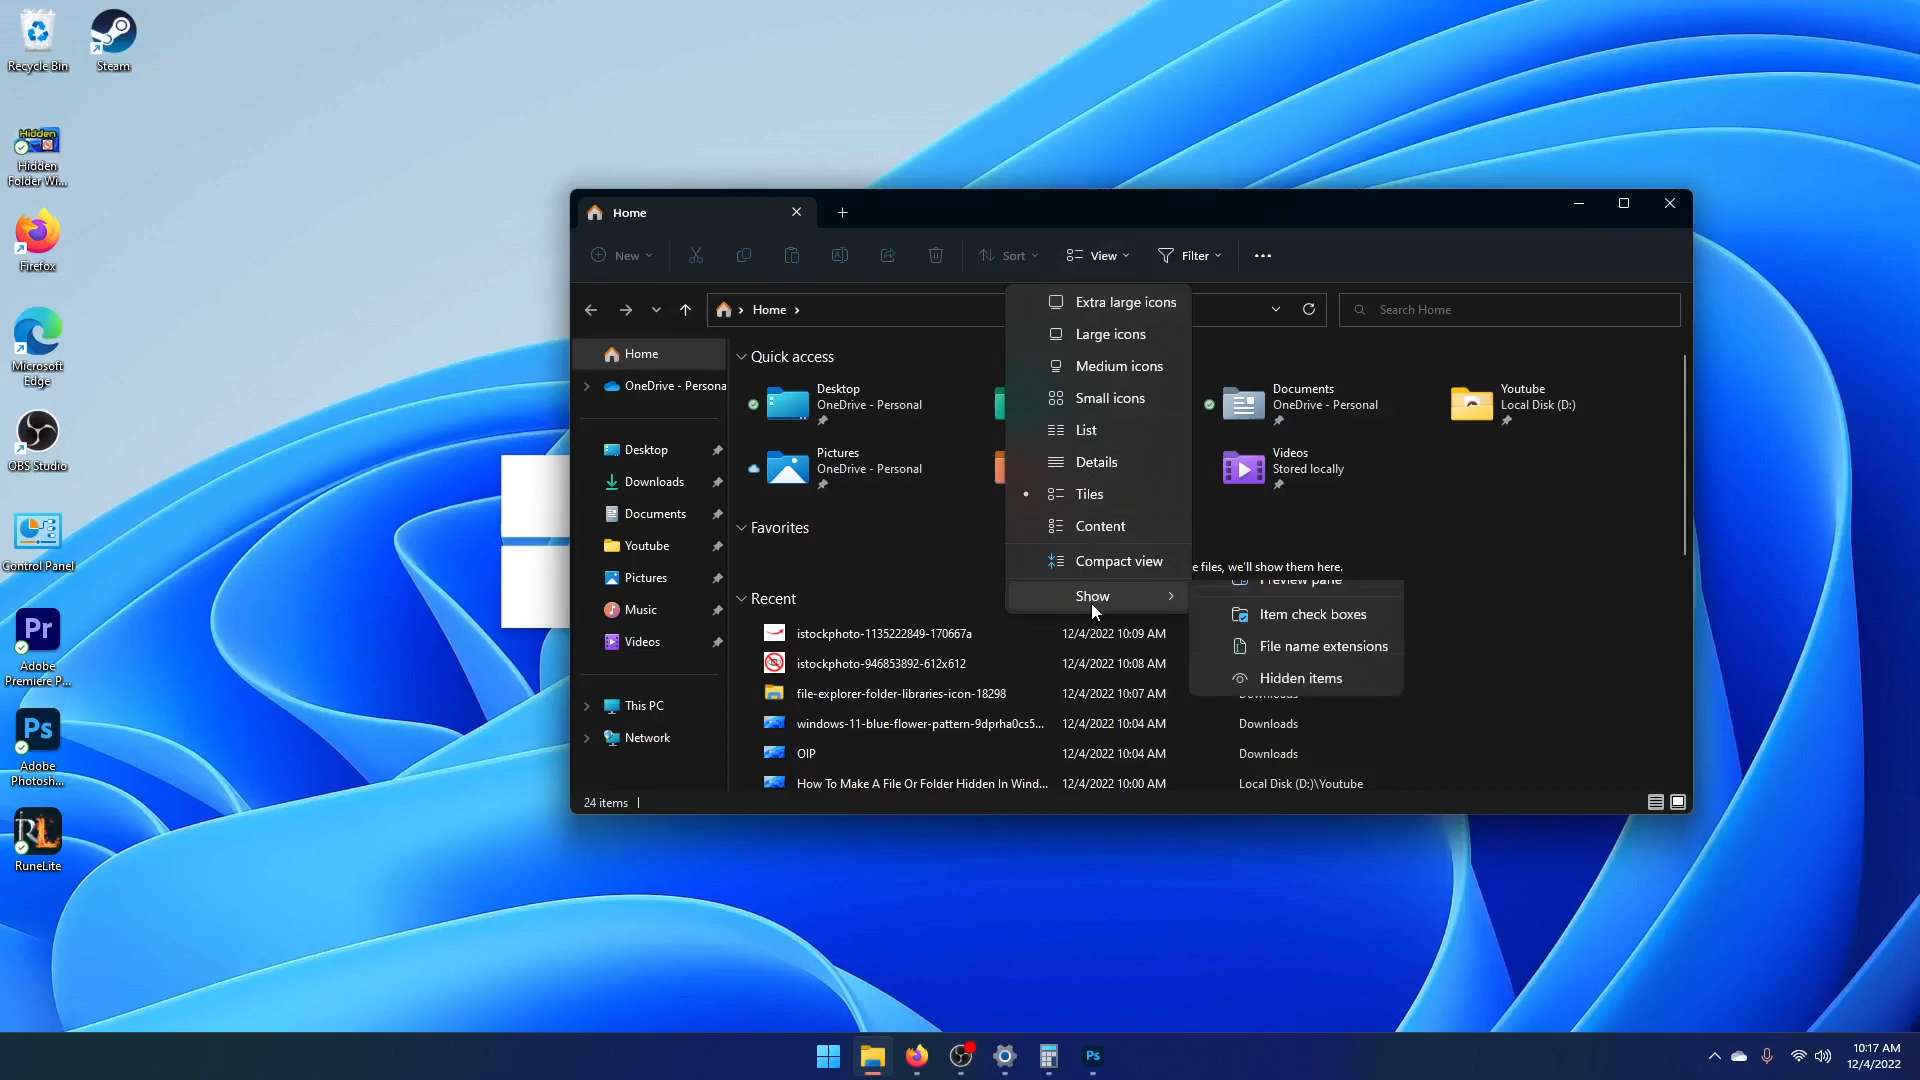 Recycle Bin
Steam
Hidden
Hidden
Folder Wi...
Firefox
Microsoft
Edge
OBS Studio
Control Panel
Pr
Adobe
Premiere P...
Ps
Adobe
Photosh...
RL
RuneLite
Home
New
Sort
View
Filter
Home
Search Home
Home
OneDrive - Persona
Desktop
Downloads
Documents
Youtube
Pictures
Music
Videos
This PC
Network
Quick access
Desktop
OneDrive - Personal
Documents
OneDrive - Personal
Youtube
Local Disk (D:)
Pictures
OneDrive - Personal
Videos
Stored locally
Favorites
e files, we'll show them here.
Recent
istockphoto-1135222849-170667a 12/4/2022 10:09 AM
istockphoto-946853892-612x612 12/4/2022 10:08 AM
file-explorer-folder-libraries-icon-18298 12/4/2022 10:07 AM Downloads
windows-11-blue-flower-pattern-9dprha0cs5... 12/4/2022 10:04 AM Downloads
OIP 12/4/2022 10:04 AM Downloads
How To Make A File Or Folder Hidden In Wind... 12/4/2022 10:00 AM Local Disk (D:)\Youtube
24 items
Extra large icons
Large icons
Medium icons
Small icons
List
Details
Tiles
Content
Compact view
Show
Preview pane
Item check boxes
File name extensions
Hidden items
Ps
10:17 AM
12/4/2022